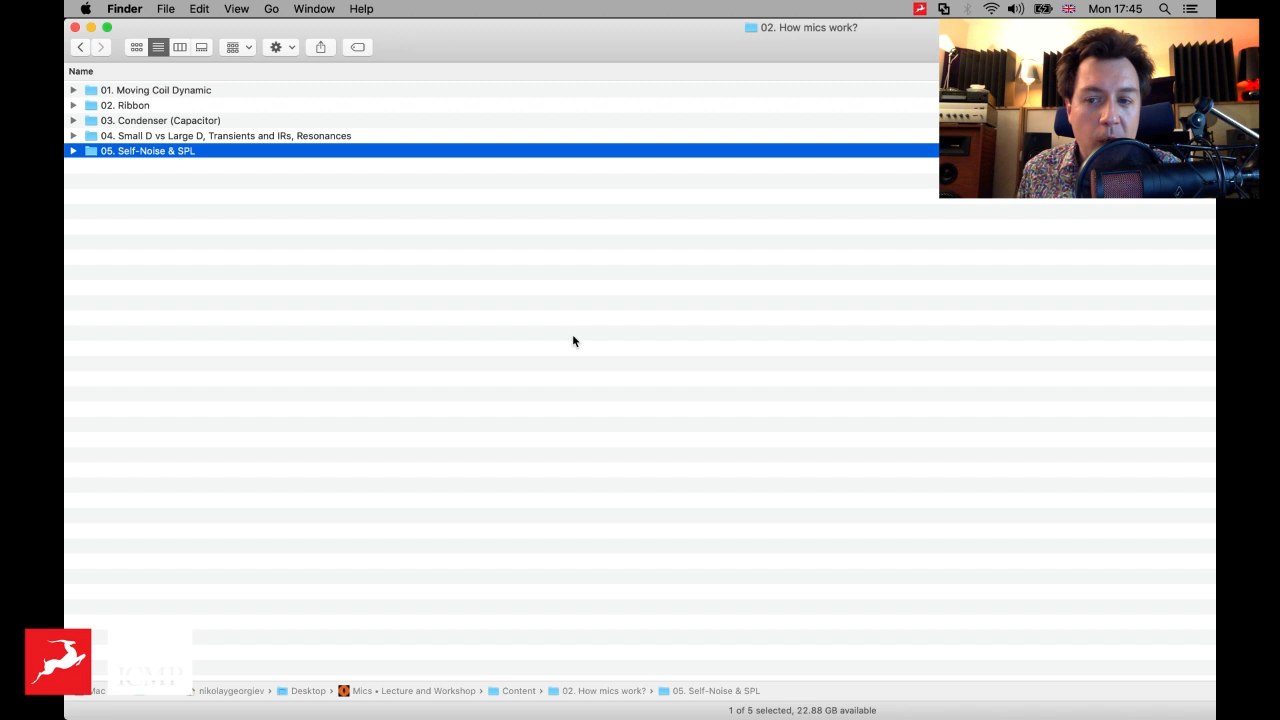 Finder File Edit View Go Window Help Mon 17:45
02. How mics work?
Name
01. Moving Coil Dynamic
02. Ribbon
03. Condenser (Capacitor)
04. Small D vs Large D, Transients and IRs, Resonances
05. Self-Noise & SPL
Mac nikolaygeorgiev › Desktop › Mics • Lecture and Workshop › Content › 02. How mics work? › 05. Self-Noise & SPL
1 of 5 selected, 22.88 GB available